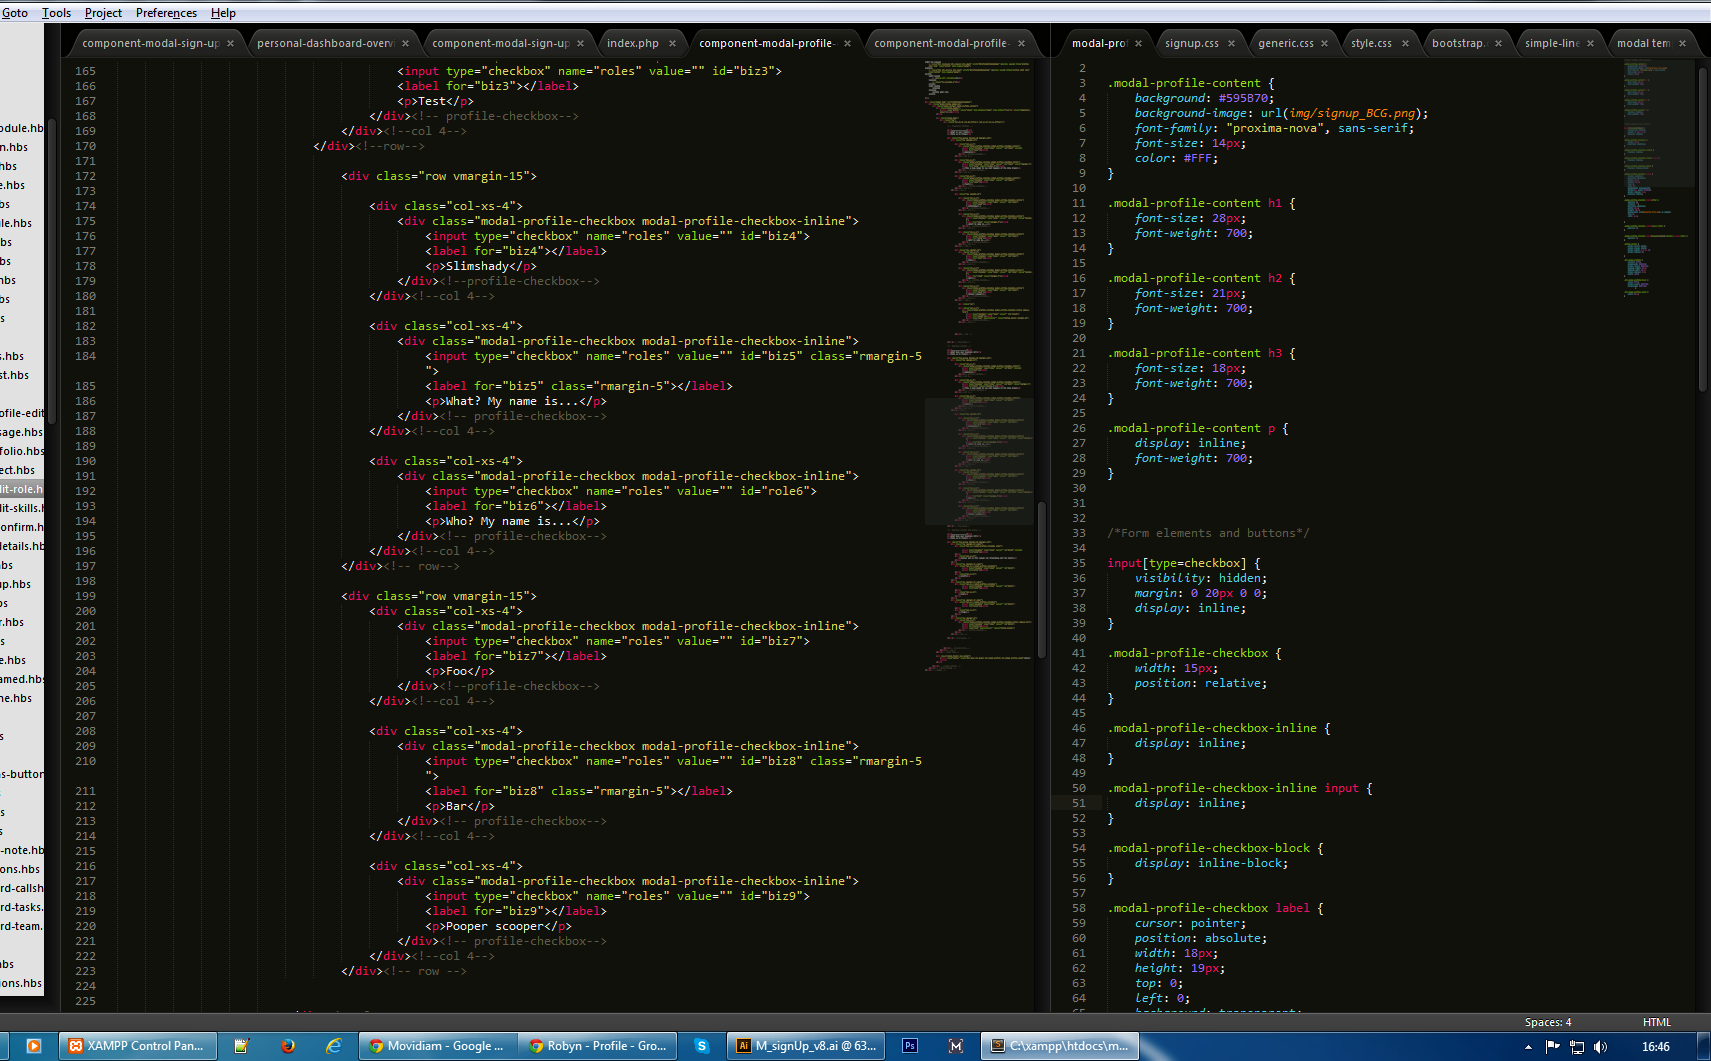 Goto Tools Project Preferences Help
component-modal-sign-up × personal-dashboard-overvi × component-modal-sign-up × index.php × component-modal-profile- × component-modal-profile- ×
modal-prof × signup.css × generic.css × style.css × bootstrap. × simple-line × modal tem ×
odule.hb
n.hbs
hbs
e.hbs
bs
le.hbs
bs
bs
hbs
bs
s
s.hbs
st.hbs
ofile-edit
sage.hbs
folio.hbs
ect.hbs
dit-role.h
dit-skills.h
onfirm.h
details.hb
bs
up.hbs
s
r.hbs
s
e.hbs
amed.hbs
ne.hbs
s
s-button
s
s
-note.hb
ons.hbs
rd-callsh
rd-tasks.
rd-team.
bs
ions.hbs
165 <input type="checkbox" name="roles" value="" id="biz3">
166 <label for="biz3"></label>
167 <p>Test</p>
168 </div><!-- profile-checkbox-->
169 </div><!--col 4-->
170 </div><!--row-->
171
172 <div class="row vmargin-15">
173
174 <div class="col-xs-4">
175 <div class="modal-profile-checkbox modal-profile-checkbox-inline">
176 <input type="checkbox" name="roles" value="" id="biz4">
177 <label for="biz4"></label>
178 <p>Slimshady</p>
179 </div><!--profile-checkbox-->
180 </div><!--col 4-->
181
182 <div class="col-xs-4">
183 <div class="modal-profile-checkbox modal-profile-checkbox-inline">
184 <input type="checkbox" name="roles" value="" id="biz5" class="rmargin-5
">
185 <label for="biz5" class="rmargin-5"></label>
186 <p>What? My name is...</p>
187 </div><!-- profile-checkbox-->
188 </div><!--col 4-->
189
190 <div class="col-xs-4">
191 <div class="modal-profile-checkbox modal-profile-checkbox-inline">
192 <input type="checkbox" name="roles" value="" id="role6">
193 <label for="biz6"></label>
194 <p>Who? My name is...</p>
195 </div><!-- profile-checkbox-->
196 </div><!--col 4-->
197 </div><!-- row-->
198
199 <div class="row vmargin-15">
200 <div class="col-xs-4">
201 <div class="modal-profile-checkbox modal-profile-checkbox-inline">
202 <input type="checkbox" name="roles" value="" id="biz7">
203 <label for="biz7"></label>
204 <p>Foo</p>
205 </div><!--profile-checkbox-->
206 </div><!--col 4-->
207
208 <div class="col-xs-4">
209 <div class="modal-profile-checkbox modal-profile-checkbox-inline">
210 <input type="checkbox" name="roles" value="" id="biz8" class="rmargin-5
">
211 <label for="biz8" class="rmargin-5"></label>
212 <p>Bar</p>
213 </div><!-- profile-checkbox-->
214 </div><!--col 4-->
215
216 <div class="col-xs-4">
217 <div class="modal-profile-checkbox modal-profile-checkbox-inline">
218 <input type="checkbox" name="roles" value="" id="biz9">
219 <label for="biz9"></label>
220 <p>Pooper scooper</p>
221 </div><!-- profile-checkbox-->
222 </div><!--col 4-->
223 </div><!-- row -->
224
225
2
3 .modal-profile-content {
4 background: #595B70;
5 background-image: url(img/signup_BCG.png);
6 font-family: "proxima-nova", sans-serif;
7 font-size: 14px;
8 color: #FFF;
9 }
10
11 .modal-profile-content h1 {
12 font-size: 28px;
13 font-weight: 700;
14 }
15
16 .modal-profile-content h2 {
17 font-size: 21px;
18 font-weight: 700;
19 }
20
21 .modal-profile-content h3 {
22 font-size: 18px;
23 font-weight: 700;
24 }
25
26 .modal-profile-content p {
27 display: inline;
28 font-weight: 700;
29 }
30
31
32
33 /*Form elements and buttons*/
34
35 input[type=checkbox] {
36 visibility: hidden;
37 margin: 0 20px 0 0;
38 display: inline;
39 }
40
41 .modal-profile-checkbox {
42 width: 15px;
43 position: relative;
44 }
45
46 .modal-profile-checkbox-inline {
47 display: inline;
48 }
49
50 .modal-profile-checkbox-inline input {
51 display: inline;
52 }
53
54 .modal-profile-checkbox-block {
55 display: inline-block;
56 }
57
58 .modal-profile-checkbox label {
59 cursor: pointer;
60 position: absolute;
61 width: 18px;
62 height: 19px;
63 top: 0;
64 left: 0;
Spaces: 4 HTML
XAMPP Control Pan... Movidiam - Google ... Robyn - Profile - Gro... M_signUp_v8.ai @ 63... C:\xampp\htdocs\m... 16:46